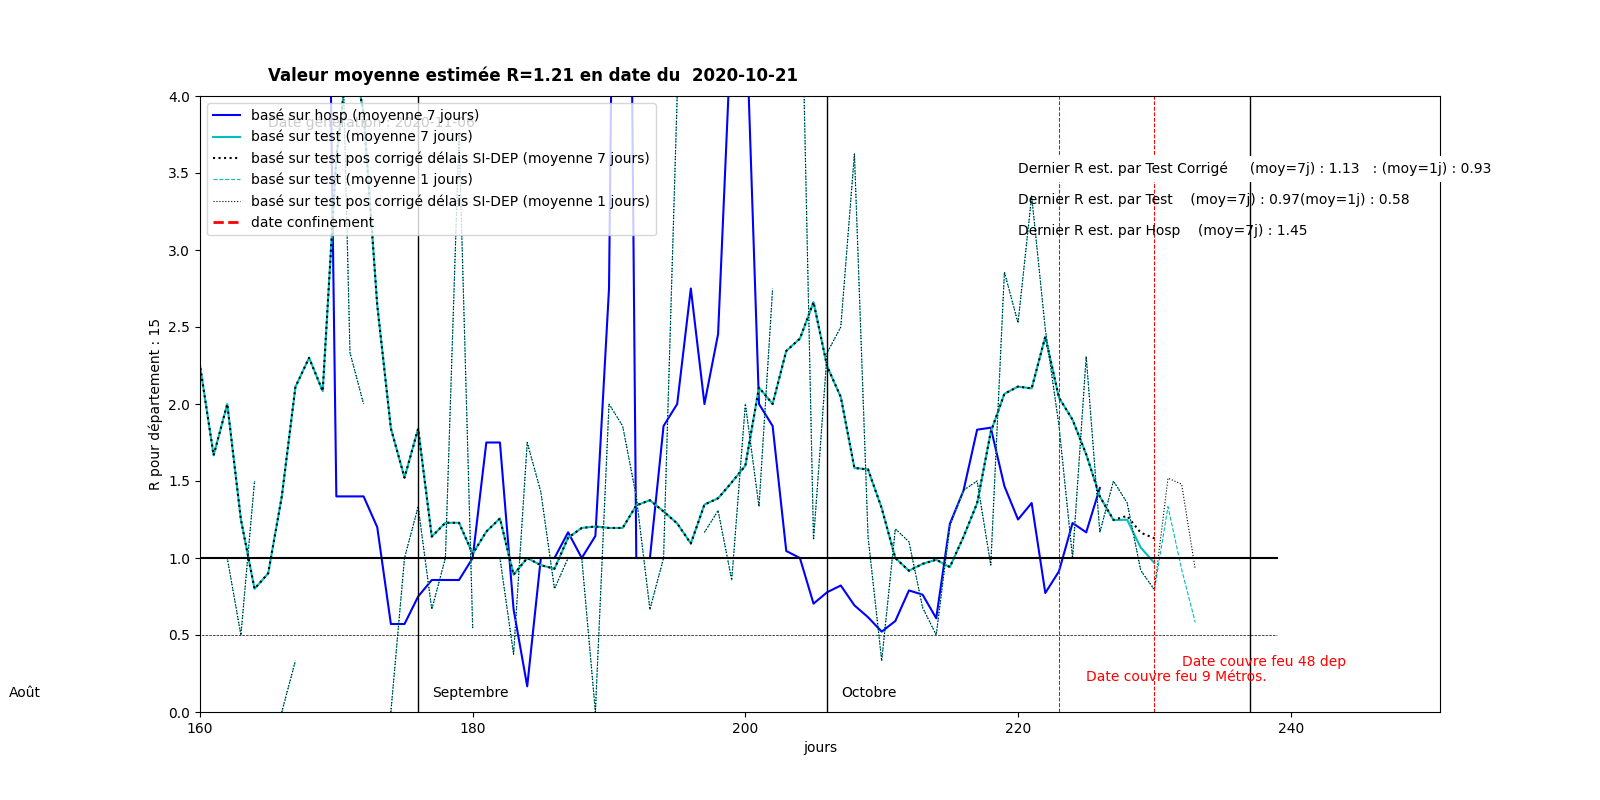 Valeur moyenne estimée R=1.21 en date du  2020-10-21
Date génération : 2020-11-06
basé sur hosp (moyenne 7 jours)
basé sur test (moyenne 7 jours)
basé sur test pos corrigé délais SI-DEP (moyenne 7 jours)
basé sur test (moyenne 1 jours)
basé sur test pos corrigé délais SI-DEP (moyenne 1 jours)
date confinement
Dernier R est. par Test Corrigé     (moy=7j) : 1.13   : (moy=1j) : 0.93
Dernier R est. par Test    (moy=7j) : 0.97(moy=1j) : 0.58
Dernier R est. par Hosp    (moy=7j) : 1.45
R pour département : 15
4.0
3.5
3.0
2.5
2.0
1.5
1.0
0.5
0.0
Date couvre feu 48 dep
Date couvre feu 9 Métros.
Août
Septembre
Octobre
160
180
200
220
240
jours